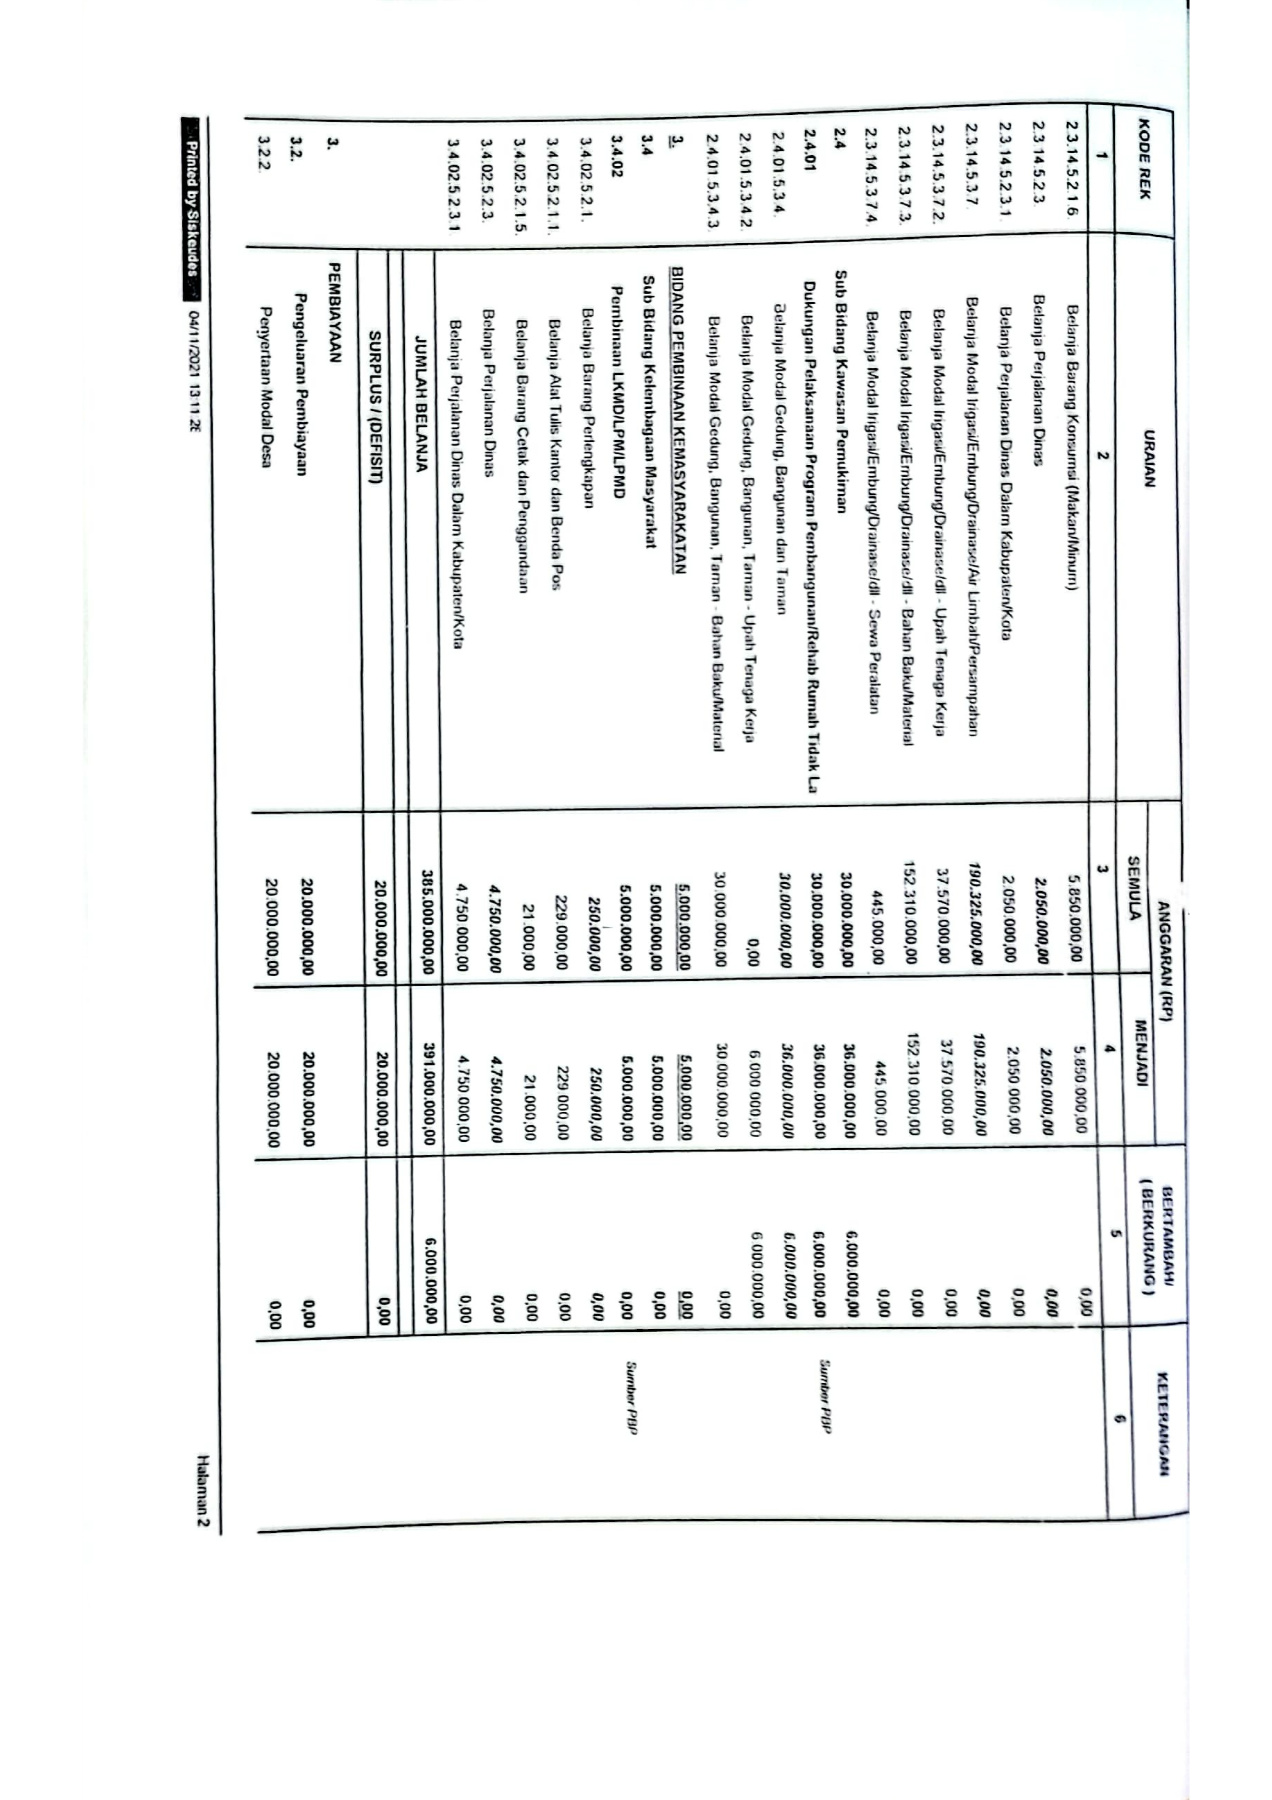 KODE REK URAIAN ANGGARAN (RP) BERTAMBAH/ ( BERKURANG ) KETERANGAN
SEMULA MENJADI
1 2 3 4 5 6
2.3.14.5.2.1.6. Belanja Barang Konsumsi (Makan/Minum) 5.850.000,00 5.850.000,00 0,00
2.3.14.5.2.3. Belanja Perjalanan Dinas 2.050.000,00 2.050.000,00 0,00
2.3.14.5.2.3.1. Belanja Perjalanan Dinas Dalam Kabupaten/Kota 2.050.000,00 2.050.000,00 0,00
2.3.14.5.3.7. Belanja Modal Irigasi/Embung/Drainase/Air Limbah/Persampahan 190.325.000,00 190.325.000,00 0,00
2.3.14.5.3.7.2. Belanja Modal Irigasi/Embung/Drainase/dll - Upah Tenaga Kerja 37.570.000,00 37.570.000,00 0,00
2.3.14.5.3.7.3. Belanja Modal Irigasi/Embung/Drainase/dll - Bahan Baku/Material 152.310.000,00 152.310.000,00 0,00
2.3.14.5.3.7.4. Belanja Modal Irigasi/Embung/Drainase/dll - Sewa Peralatan 445.000,00 445.000,00 0,00
2.4 Sub Bidang Kawasan Pemukiman 30.000.000,00 36.000.000,00 6.000.000,00
2.4.01 Dukungan Pelaksanaan Program Pembangunan/Rehab Rumah Tidak La 30.000.000,00 36.000.000,00 6.000.000,00 Sumber PBP
2.4.01.5.3.4. Belanja Modal Gedung, Bangunan dan Taman 30.000.000,00 36.000.000,00 6.000.000,00
2.4.01.5.3.4.2. Belanja Modal Gedung, Bangunan, Taman - Upah Tenaga Kerja 0,00 6.000.000,00 6.000.000,00
2.4.01.5.3.4.3. Belanja Modal Gedung, Bangunan, Taman - Bahan Baku/Material 30.000.000,00 30.000.000,00 0,00
3. BIDANG PEMBINAAN KEMASYARAKATAN 5.000.000,00 5.000.000,00 0,00
3.4 Sub Bidang Kelembagaan Masyarakat 5.000.000,00 5.000.000,00 0,00
3.4.02 Pembinaan LKMD/LPM/LPMD 5.000.000,00 5.000.000,00 0,00 Sumber PBP
3.4.02.5.2.1. Belanja Barang Perlengkapan 250.000,00 250.000,00 0,00
3.4.02.5.2.1.1. Belanja Alat Tulis Kantor dan Benda Pos 229.000,00 229.000,00 0,00
3.4.02.5.2.1.5. Belanja Barang Cetak dan Penggandaan 21.000,00 21.000,00 0,00
3.4.02.5.2.3. Belanja Perjalanan Dinas 4.750.000,00 4.750.000,00 0,00
3.4.02.5.2.3.1 Belanja Perjalanan Dinas Dalam Kabupaten/Kota 4.750.000,00 4.750.000,00 0,00
JUMLAH BELANJA 385.000.000,00 391.000.000,00 6.000.000,00
SURPLUS / (DEFISIT) 20.000.000,00 20.000.000,00 0,00
3. PEMBIAYAAN
3.2. Pengeluaran Pembiayaan 20.000.000,00 20.000.000,00 0,00
3.2.2. Penyertaan Modal Desa 20.000.000,00 20.000.000,00 0,00
Printed by Siskeudes 04/11/2021 13:11:28 Halaman 2